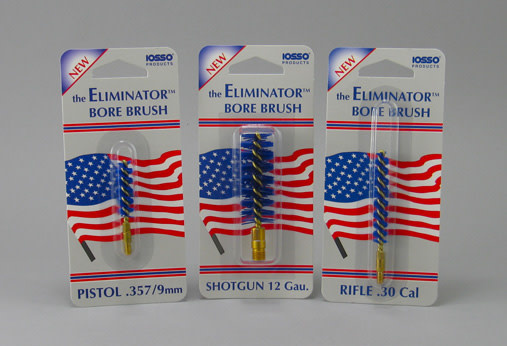 NEW
IOSSO
PRODUCTS
the ELIMINATOR™
BORE BRUSH
PISTOL .357/9mm
NEW
IOSSO
PRODUCTS
the ELIMINATOR™
BORE BRUSH
SHOTGUN 12 Gau.
NEW
IOSSO
PRODUCTS
the ELIMINATOR™
BORE BRUSH
RIFLE .30 Cal